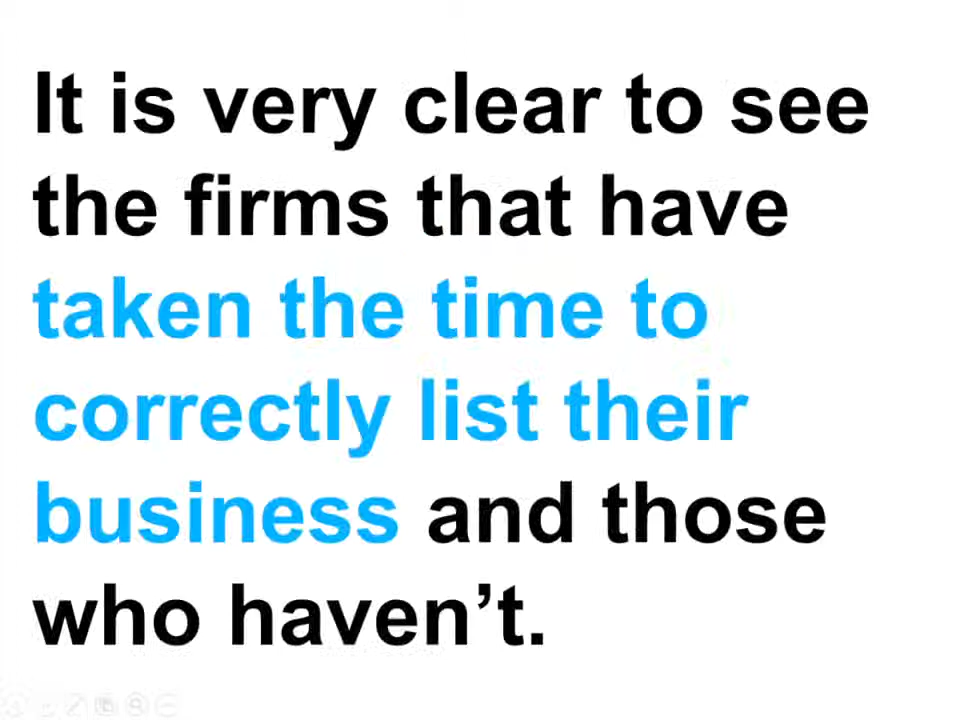 It is very clear to see
the firms that have
taken the time to
correctly list their
business and those
who haven’t.